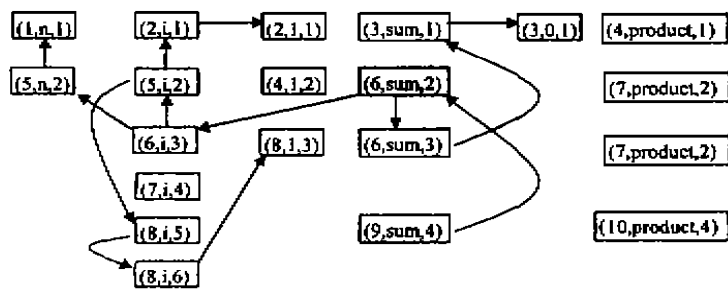 (1,n,1) (2,i,1) (2,1,1) (3,sum,1) (3,0,1) (4,product,1)
(5,n,2) (5,i,2) (4,1,2) (6,sum,2) (7,product,2)
(6,i,3) (8,1,3) (6,sum,3) (7,product,2)
(7,i,4)
(8,i,5) (9,sum,4) (10,product,4)
(8,i,6)